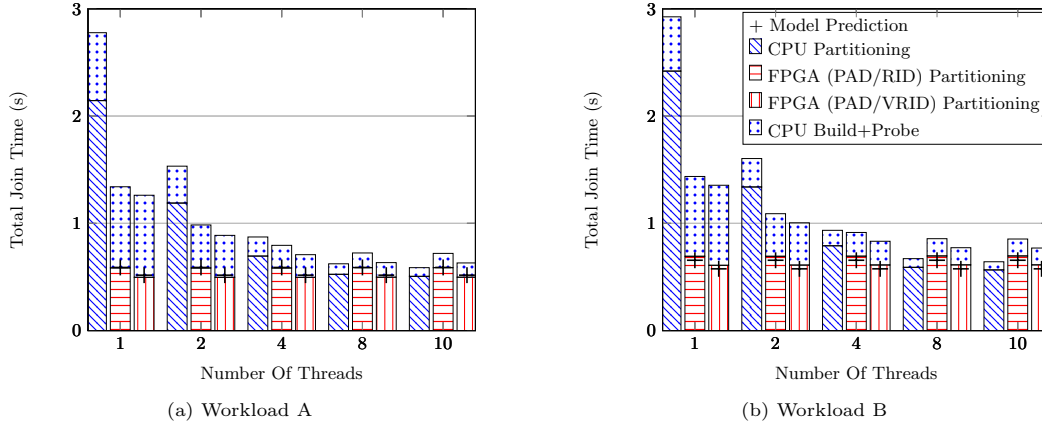 3
2
1
0
Total Join Time (s)
1 2 4 8 10
Number Of Threads
(a) Workload A
3
2
1
0
Total Join Time (s)
Model Prediction
CPU Partitioning
FPGA (PAD/RID) Partitioning
FPGA (PAD/VRID) Partitioning
CPU Build+Probe
1 2 4 8 10
Number Of Threads
(b) Workload B